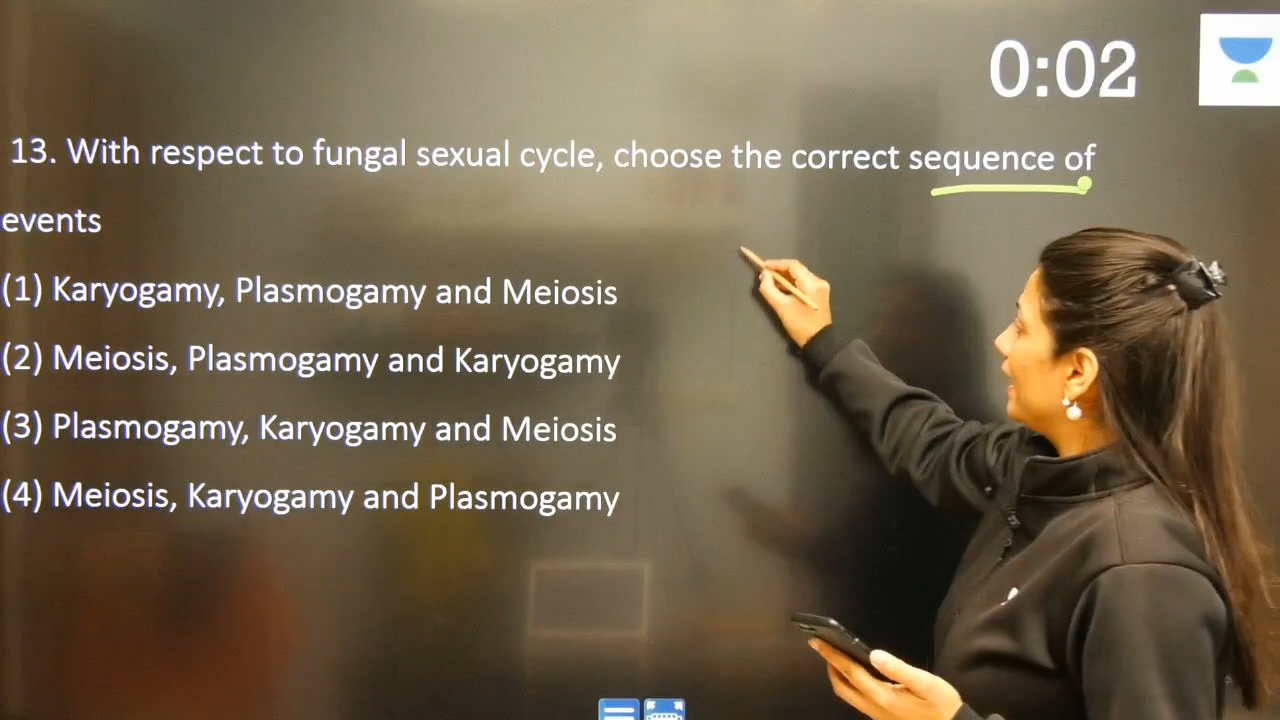 0:02
13. With respect to fungal sexual cycle, choose the correct sequence of
events
(1) Karyogamy, Plasmogamy and Meiosis
(2) Meiosis, Plasmogamy and Karyogamy
(3) Plasmogamy, Karyogamy and Meiosis
(4) Meiosis, Karyogamy and Plasmogamy